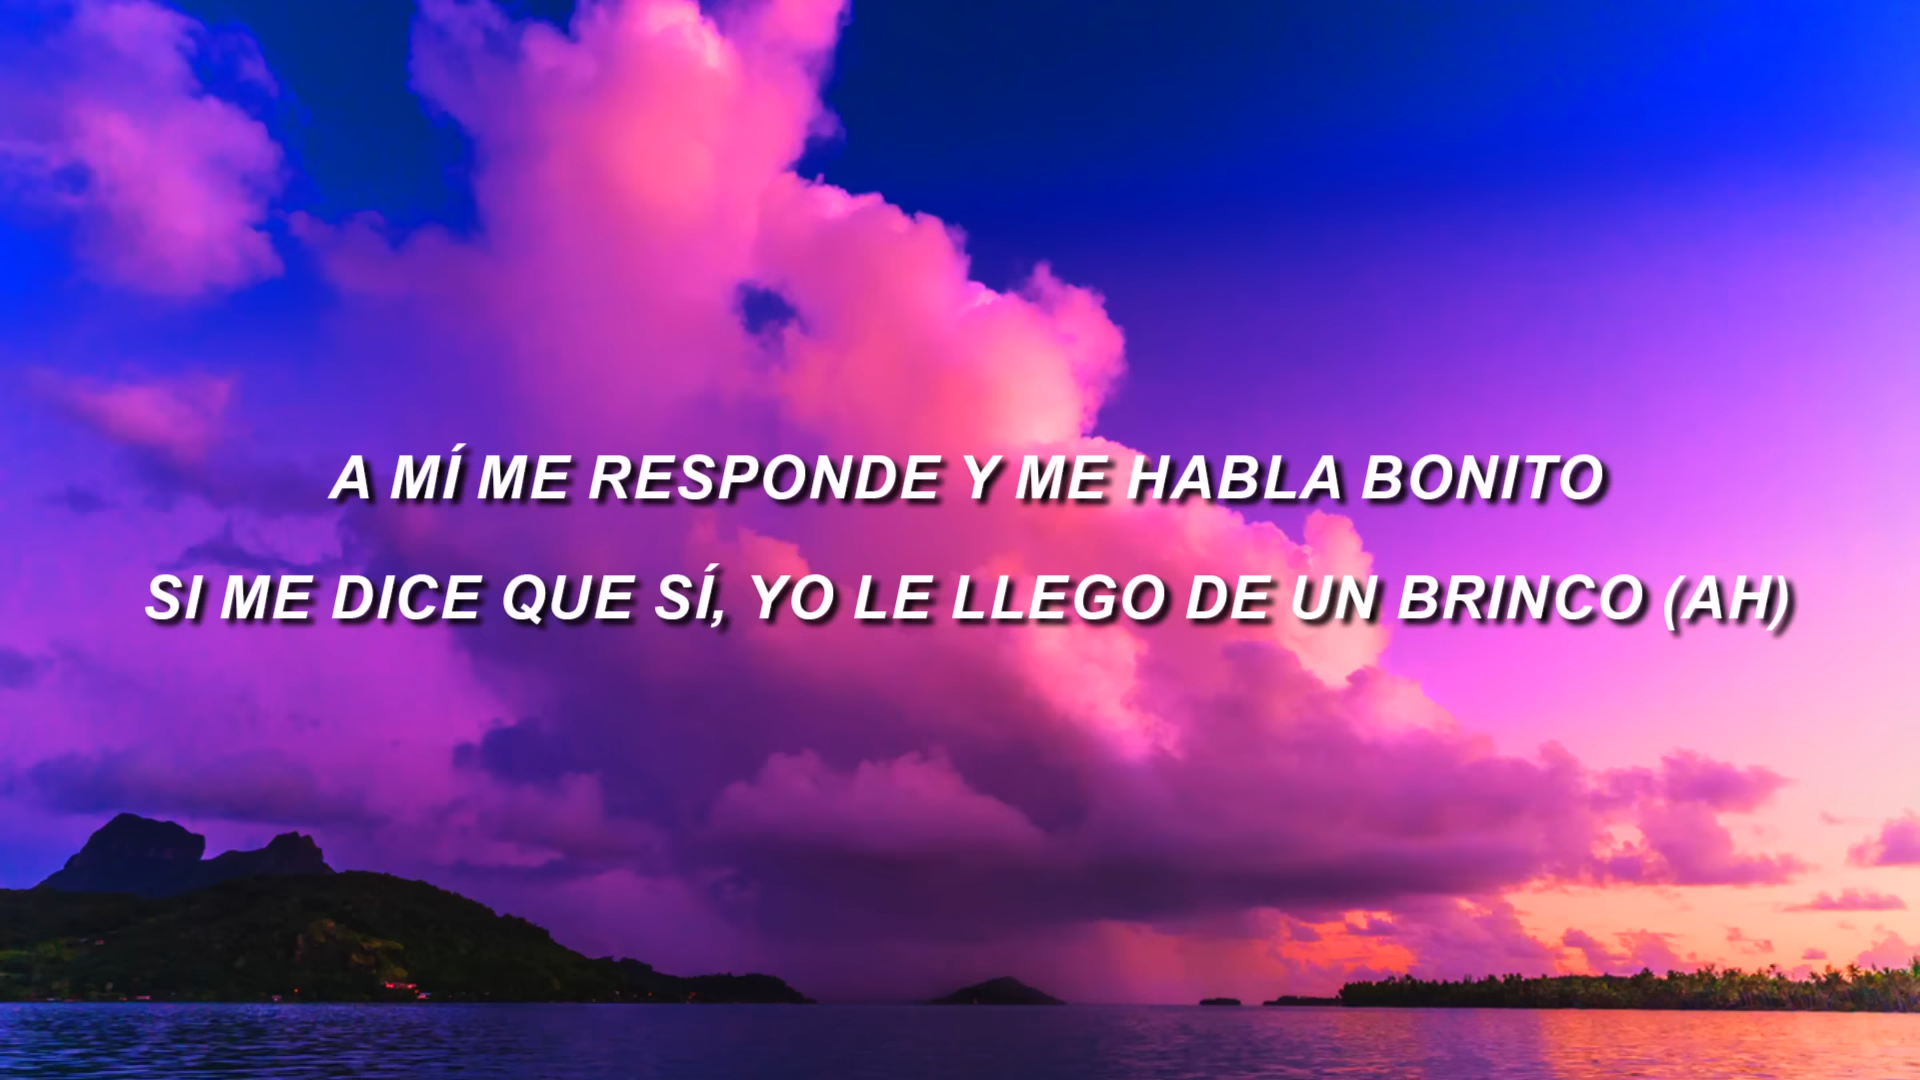 A MÍ ME RESPONDE Y ME HABLA BONITO
SI ME DICE QUE SÍ, YO LE LLEGO DE UN BRINCO (AH)